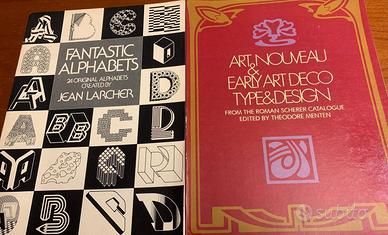 FANTASTIC
ALPHABETS
24 ORIGINAL ALPHABETS
CREATED BY
JEAN LARCHER
ART NOUVEAU
&
EARLY ART DECO
TYPE & DESIGN
FROM THE ROMAN SCHERER CATALOGUE
EDITED BY THEODORE MENTEN
subito